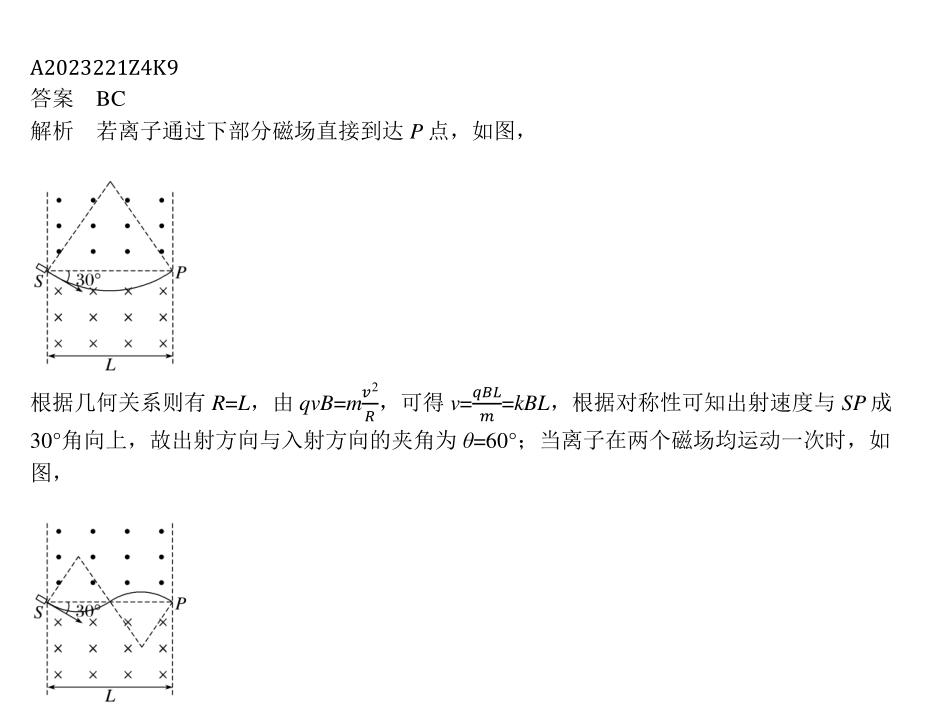 A2023221Z4K9
答案　BC
解析　若离子通过下部分磁场直接到达 P 点，如图，
S 30° P
L
根据几何关系则有 R=L，由 qvB=m\frac{v^2}{R}，可得 v=\frac{qBL}{m}=kBL，根据对称性可知出射速度与 SP 成
30°角向上，故出射方向与入射方向的夹角为 θ=60°；当离子在两个磁场均运动一次时，如
图，
S 30° P
L